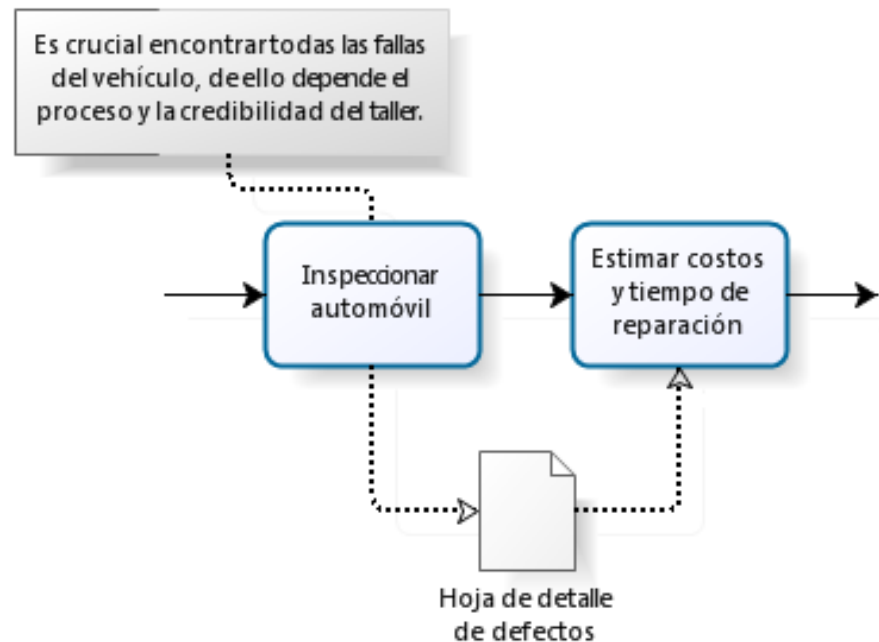 Es crucial encontrar todas las fallas
del vehículo, de ello depende el
proceso y la credibilidad del taller.
Inspeccionar
automóvil
Estimar costos
y tiempo de
reparación
Hoja de detalle
de defectos